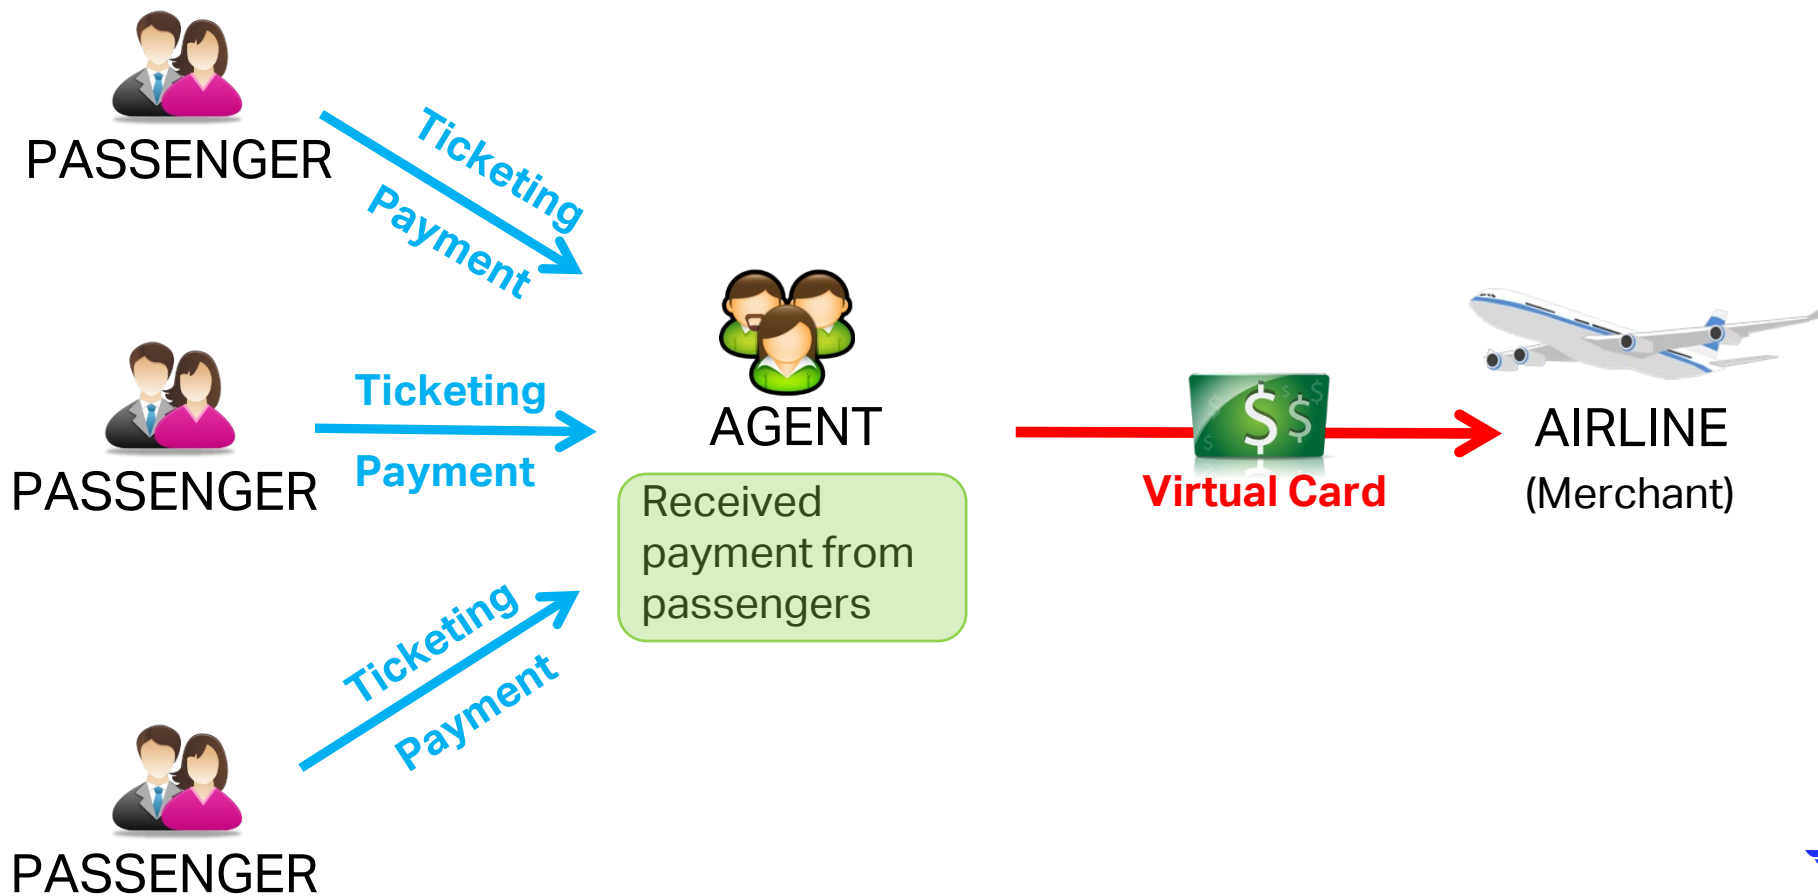 PASSENGER
Ticketing
Payment
PASSENGER
Ticketing
Payment
PASSENGER
Ticketing
Payment
AGENT
Received
payment from
passengers
Virtual Card
AIRLINE
(Merchant)